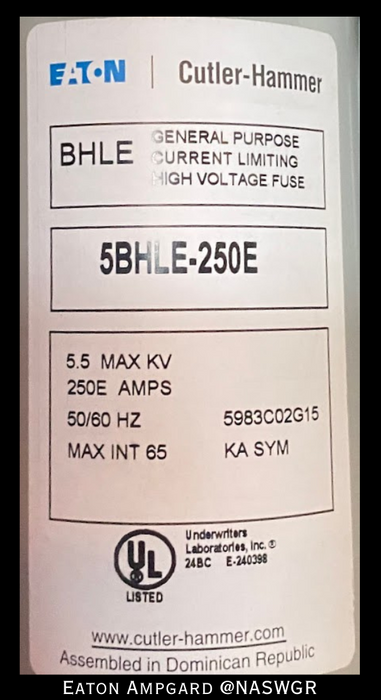 EATON | Cutler-Hammer
BHLE
GENERAL PURPOSE
CURRENT LIMITING
HIGH VOLTAGE FUSE
5BHLE-250E
5.5 MAX KV
250E AMPS
50/60 HZ 5983C02G15
MAX INT 65 KA SYM
UL
LISTED
Underwriters
Laboratories, Inc.®
24BC E-240398
www.cutler-hammer.com
Assembled in Dominican Republic
EATON AMPGARD @NASWGR